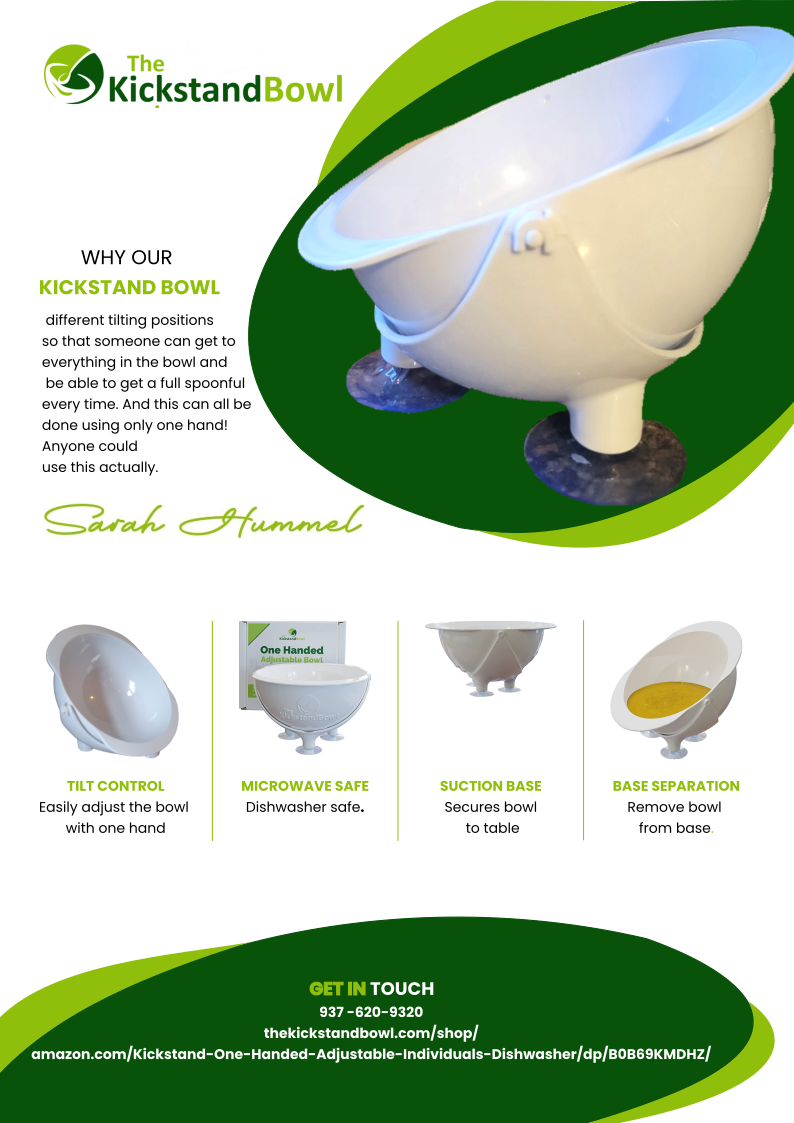 The
KickstandBowl
WHY OUR
KICKSTAND BOWL
different tilting positions
so that someone can get to
everything in the bowl and
be able to get a full spoonful
every time. And this can all be
done using only one hand!
Anyone could
use this actually.
Sarah Hummel
KickstandBowl
One Handed
Adjustable Bowl
TILT CONTROL
Easily adjust the bowl
with one hand
MICROWAVE SAFE
Dishwasher safe.
SUCTION BASE
Secures bowl
to table
BASE SEPARATION
Remove bowl
from base.
GET IN TOUCH
937 -620-9320
thekickstandbowl.com/shop/
amazon.com/Kickstand-One-Handed-Adjustable-Individuals-Dishwasher/dp/B0B69KMDHZ/